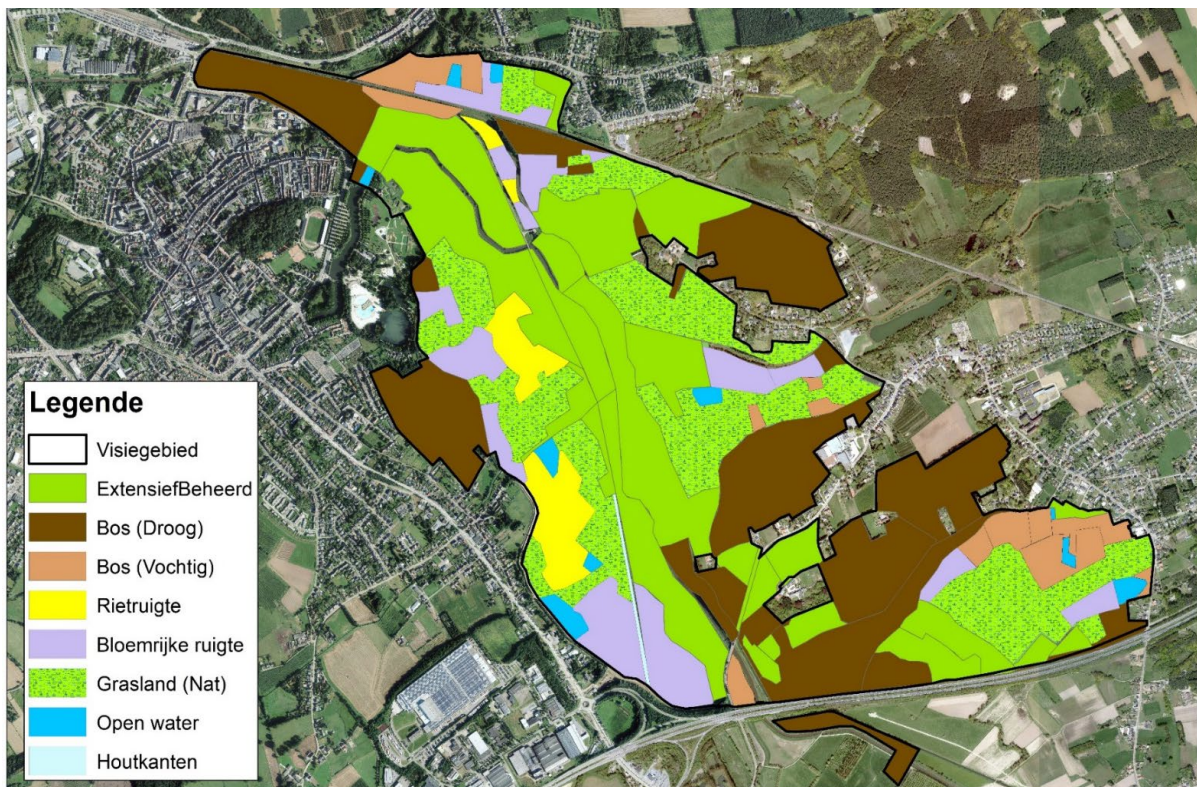 Legende
Visiegebied
ExtensiefBeheerd
Bos (Droog)
Bos (Vochtig)
Rietruigte
Bloemrijke ruigte
Grasland (Nat)
Open water
Houtkanten